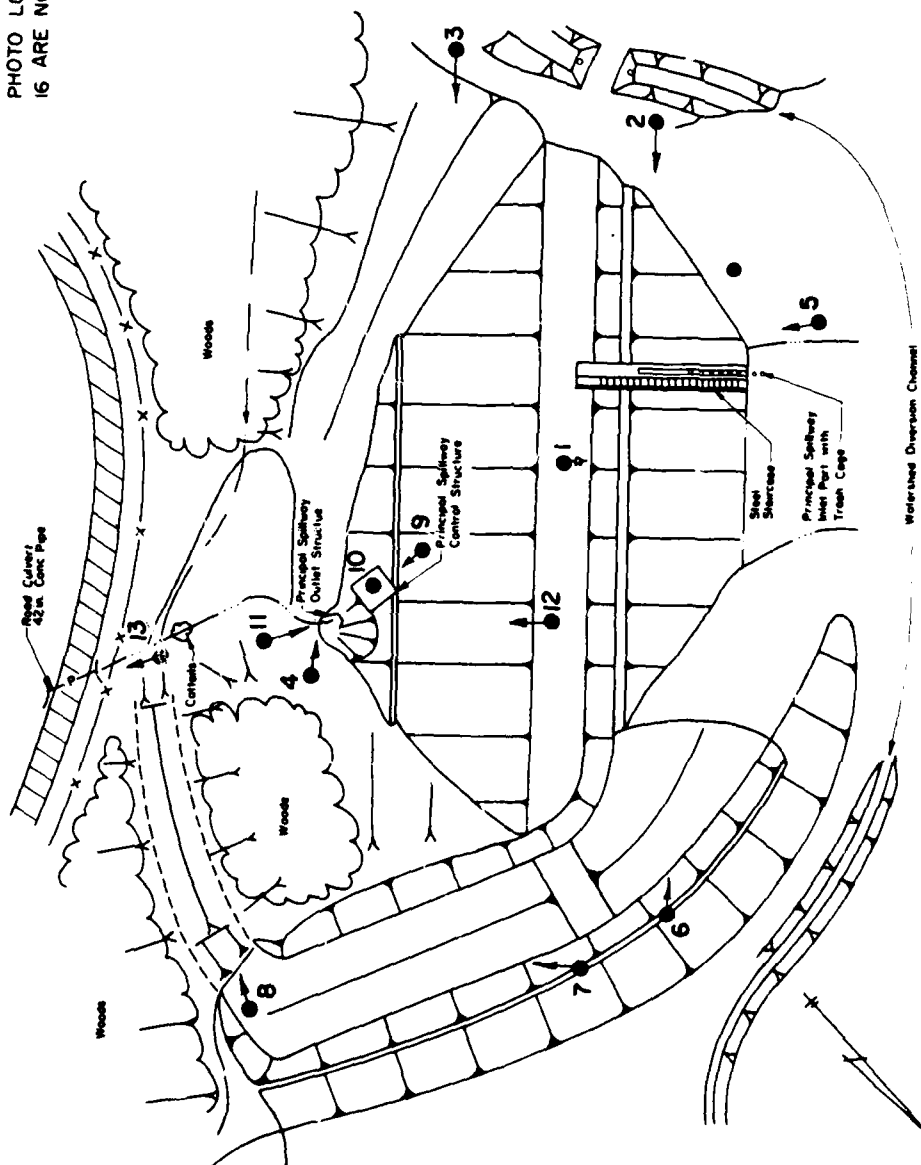 PHOTO LO
16 ARE NO
3
2
Woods
Road Culvert
42 in. Conc Pipe
13
Cattails
11
4
Principal Spillway
Outlet Structue
10
9
Principal Spillway
Control Structure
12
1
5
Steel
Staircase
Principal Spillway
Inlet Port with
Trash Cage
Woods
Woods
8
7
6
Watershed Diversion Channel